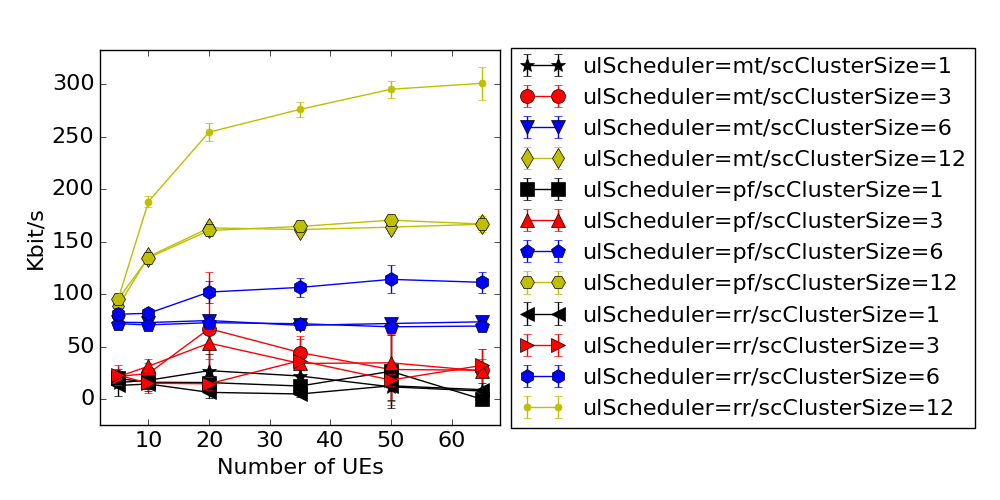 300
250
200
150
100
50
0
Kbit/s
10 20 30 40 50 60
Number of UEs
ulScheduler=mt/scClusterSize=1
ulScheduler=mt/scClusterSize=3
ulScheduler=mt/scClusterSize=6
ulScheduler=mt/scClusterSize=12
ulScheduler=pf/scClusterSize=1
ulScheduler=pf/scClusterSize=3
ulScheduler=pf/scClusterSize=6
ulScheduler=pf/scClusterSize=12
ulScheduler=rr/scClusterSize=1
ulScheduler=rr/scClusterSize=3
ulScheduler=rr/scClusterSize=6
ulScheduler=rr/scClusterSize=12